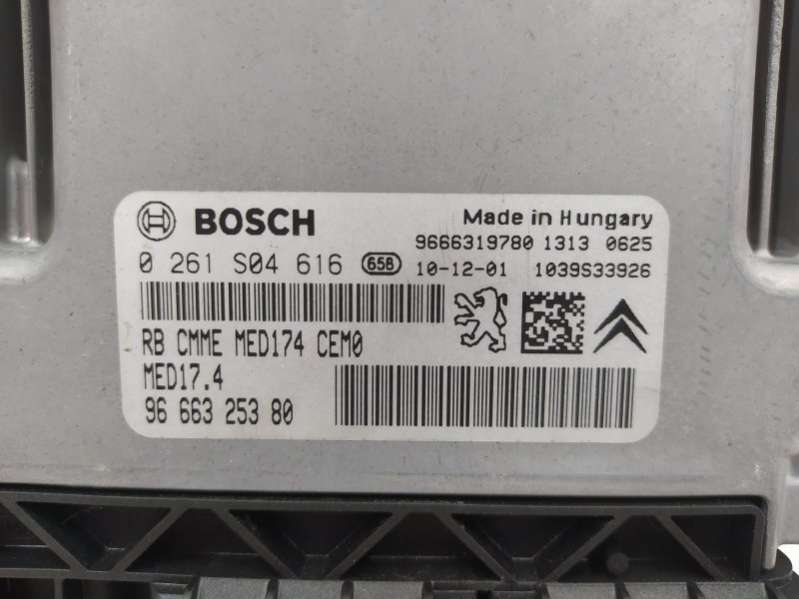 BOSCH
Made in Hungary
9666319780 1313 0625
0 261 S04 616 65B 10-12-01 1039S33926
RB CMME MED174 CEM0
MED17.4
96 663 253 80